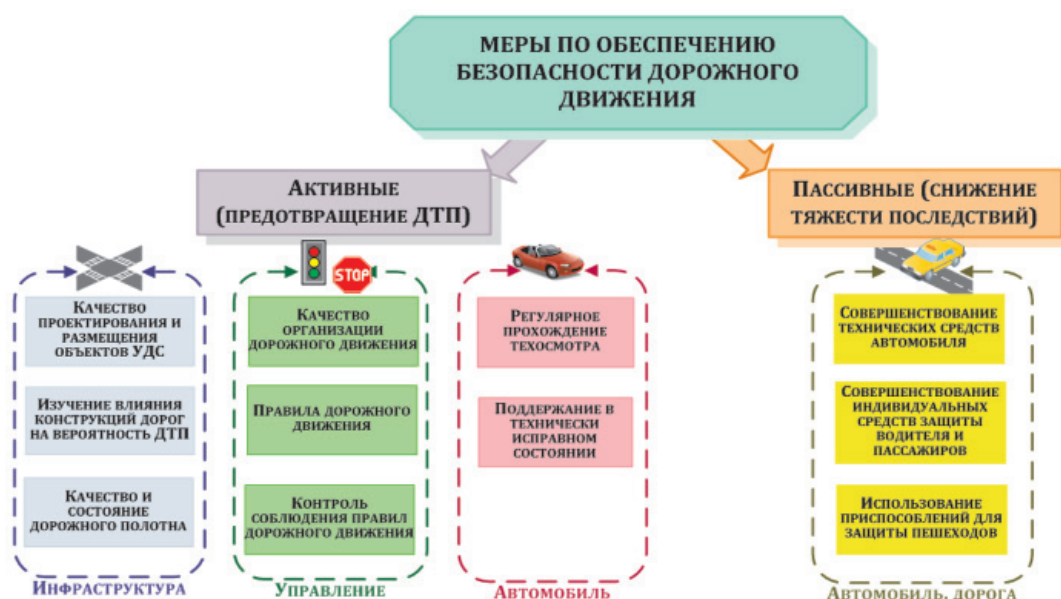 МЕРЫ ПО ОБЕСПЕЧЕНИЮ
БЕЗОПАСНОСТИ ДОРОЖНОГО
ДВИЖЕНИЯ
АКТИВНЫЕ
(ПРЕДОТВРАЩЕНИЕ ДТП)
ПАССИВНЫЕ (СНИЖЕНИЕ
ТЯЖЕСТИ ПОСЛЕДСТВИЙ)
КАЧЕСТВО
ПРОЕКТИРОВАНИЯ И
РАЗМЕЩЕНИЯ
ОБЪЕКТОВ УДС
ИЗУЧЕНИЕ ВЛИЯНИЯ
КОНСТРУКЦИЙ ДОРОГ
НА ВЕРОЯТНОСТЬ ДТП
КАЧЕСТВО И
СОСТОЯНИЕ
ДОРОЖНОГО ПОЛОТНА
ИНФРАСТРУКТУРА
STOP
КАЧЕСТВО
ОРГАНИЗАЦИИ
ДОРОЖНОГО ДВИЖЕНИЯ
ПРАВИЛА ДОРОЖНОГО
ДВИЖЕНИЯ
КОНТРОЛЬ
СОБЛЮДЕНИЯ ПРАВИЛ
ДОРОЖНОГО ДВИЖЕНИЯ
УПРАВЛЕНИЕ
РЕГУЛЯРНОЕ
ПРОХОЖДЕНИЕ
ТЕХОСМОТРА
ПОДДЕРЖАНИЕ В
ТЕХНИЧЕСКИ
ИСПРАВНОМ
СОСТОЯНИИ
АВТОМОБИЛЬ
СОВЕРШЕНСТВОВАНИЕ
ТЕХНИЧЕСКИХ СРЕДСТВ
АВТОМОБИЛЯ
СОВЕРШЕНСТВОВАНИЕ
ИНДИВИДУАЛЬНЫХ
СРЕДСТВ ЗАЩИТЫ
ВОДИТЕЛЯ И
ПАССАЖИРОВ
ИСПОЛЬЗОВАНИЕ
ПРИСПОСОБЛЕНИЙ ДЛЯ
ЗАЩИТЫ ПЕШЕХОДОВ
АВТОМОБИЛЬ, ДОРОГА